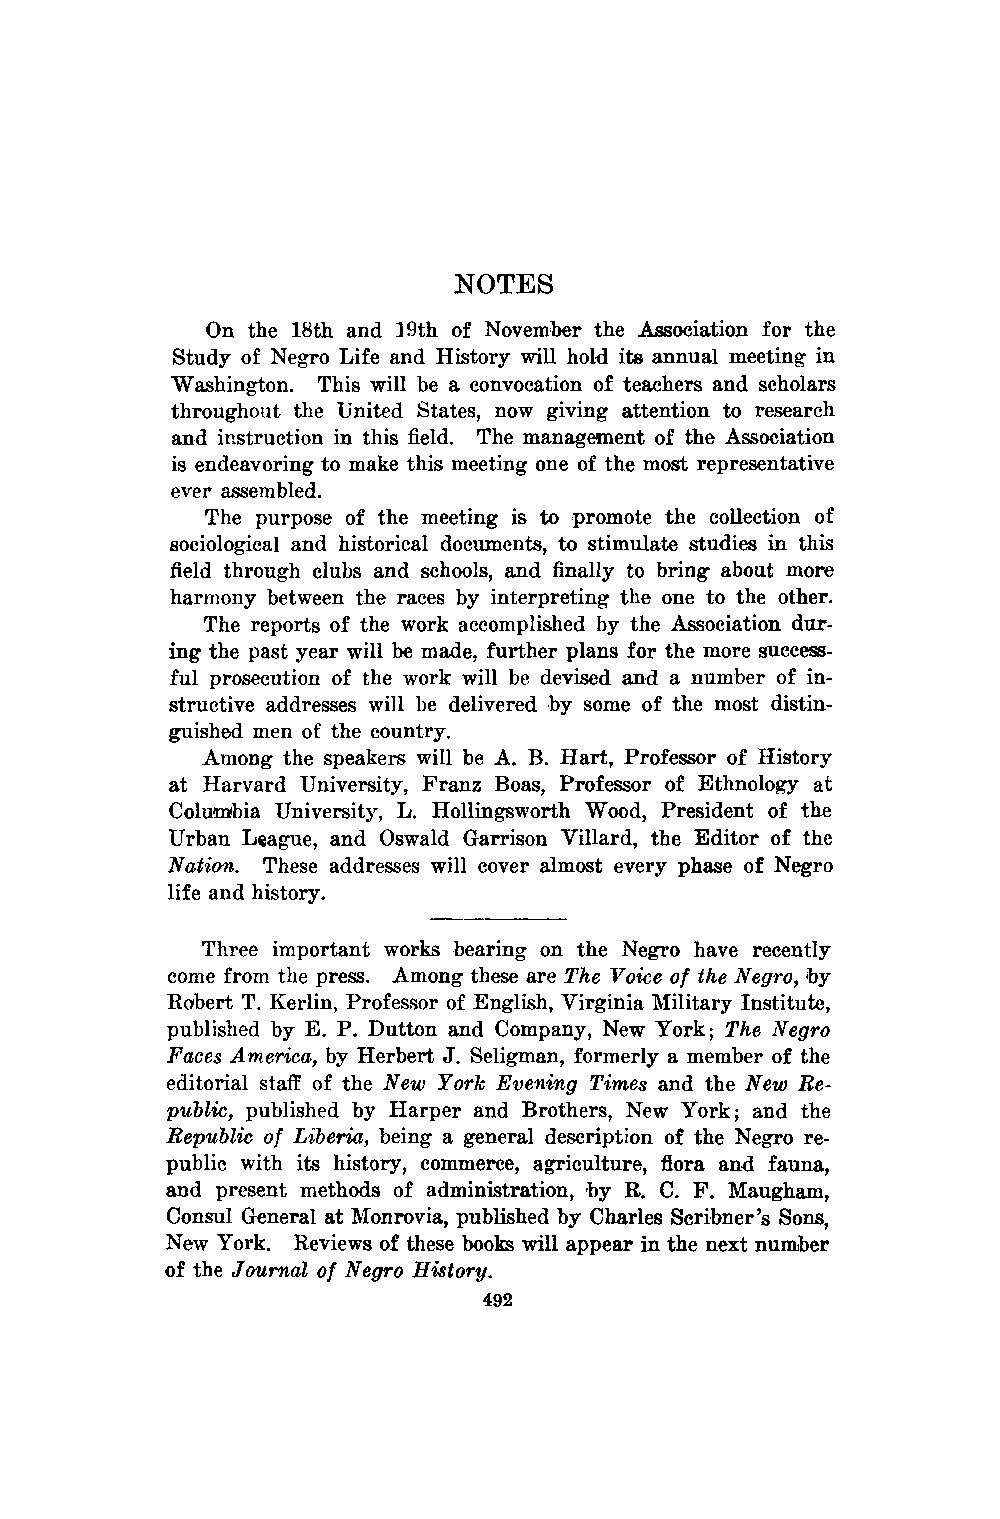 NOTES
On the 18th and 19th of November the Association for the
Study of Negro Life and History will hold its annual meeting in
Washington. This will be a convocation of teachers and scholars
throughout the United States, now giving attention to research
and instruction in this field. The management of the Association
is endeavoring to make this meeting one of the most representative
ever assembled.
The purpose of the meeting is to promote the collection of
sociological and historical documents, to stimulate studies in this
field through clubs and schools, and finally to bring about more
harmony between the races by interpreting the one to the other.
The reports of the work accomplished by the Association dur-
ing the past year will be made, further plans for the more success-
ful prosecution of the work will be devised and a number of in-
structive addresses will be delivered by some of the most distin-
guished men of the country.
Among the speakers will be A. B. Hart, Professor of History
at Harvard University, Franz Boas, Professor of Ethnology at
Columbia University, L. Hollingsworth Wood, President of the
Urban League, and Oswald Garrison Villard, the Editor of the
Nation. These addresses will cover almost every phase of Negro
life and history.
Three important works bearing on the Negro have recently
come from the press. Among these are The Voice of the Negro, by
Robert T. Kerlin, Professor of English, Virginia Military Institute,
published by E. P. Dutton and Company, New York; The Negro
Faces America, by Herbert J. Seligman, formerly a member of the
editorial staff of the New York Evening Times and the New Re-
public, published by Harper and Brothers, New York; and the
Republic of Liberia, being a general description of the Negro re-
public with its history, commerce, agriculture, flora and fauna,
and present methods of administration, by R. C. F. Maugham,
Consul General at Monrovia, published by Charles Scribner's Sons,
New York. Reviews of these books will appear in the next number
of the Journal of Negro History.
492